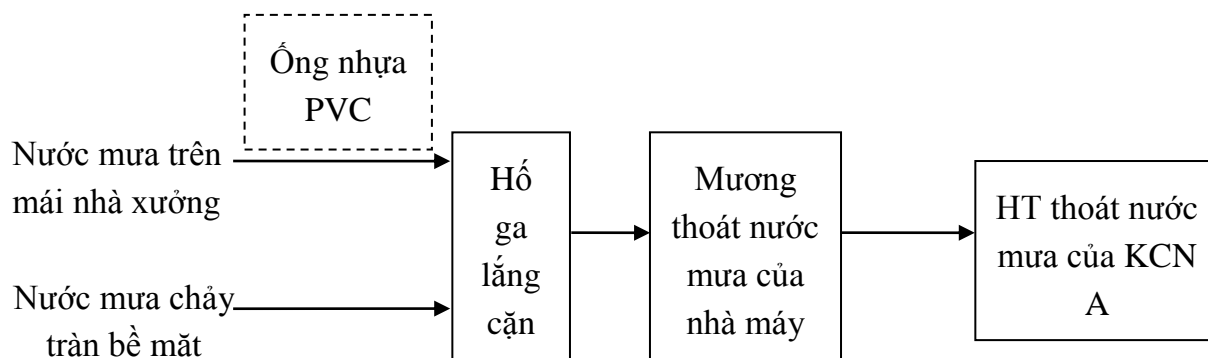 Ống nhựa
PVC
Nước mưa trên
mái nhà xưởng
Nước mưa chảy
tràn bề măt
Hố
ga
lắng
cặn
Mương
thoát nước
mưa của
nhà máy
HT thoát nước
mưa của KCN
A